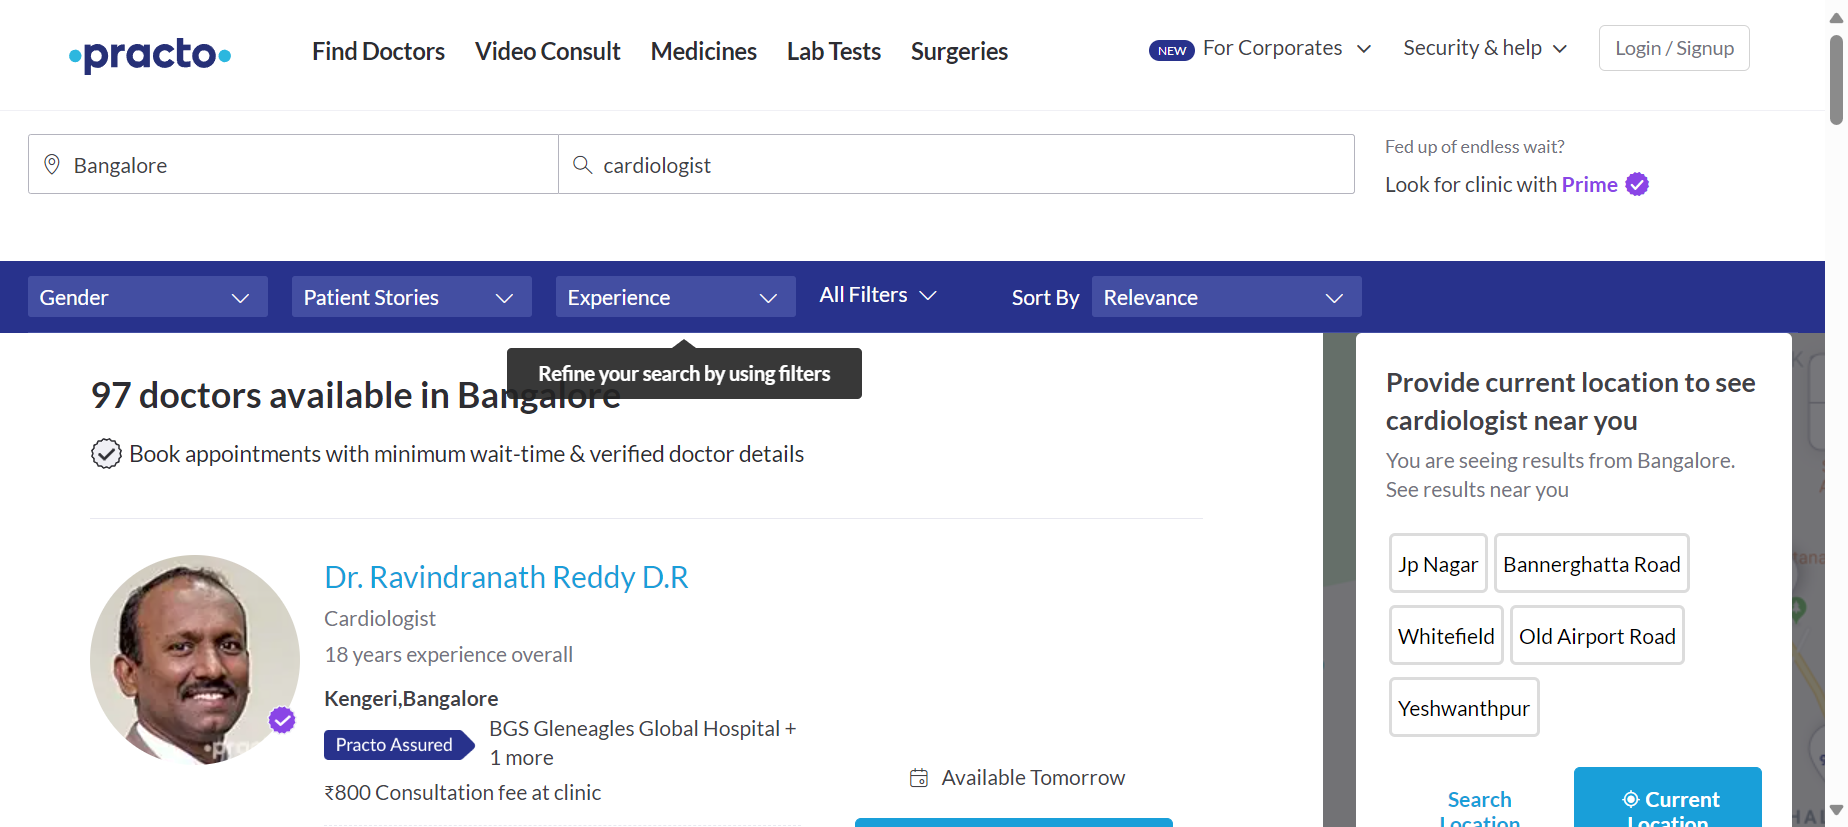 practo
Find Doctors
Video Consult
Medicines
Lab Tests
Surgeries
NEW For Corporates
Security & help
Login / Signup
Bangalore
cardiologist
Fed up of endless wait?
Look for clinic with Prime
Gender
Patient Stories
Experience
All Filters
Sort By
Relevance
Refine your search by using filters
97 doctors available in Bangalore
Book appointments with minimum wait-time & verified doctor details
Dr. Ravindranath Reddy D.R
Cardiologist
18 years experience overall
Kengeri,Bangalore
Practo Assured
BGS Gleneagles Global Hospital +
1 more
₹800 Consultation fee at clinic
Available Tomorrow
Provide current location to see
cardiologist near you
You are seeing results from Bangalore.
See results near you
Jp Nagar
Bannerghatta Road
Whitefield
Old Airport Road
Yeshwanthpur
Search
Location
Current
Location